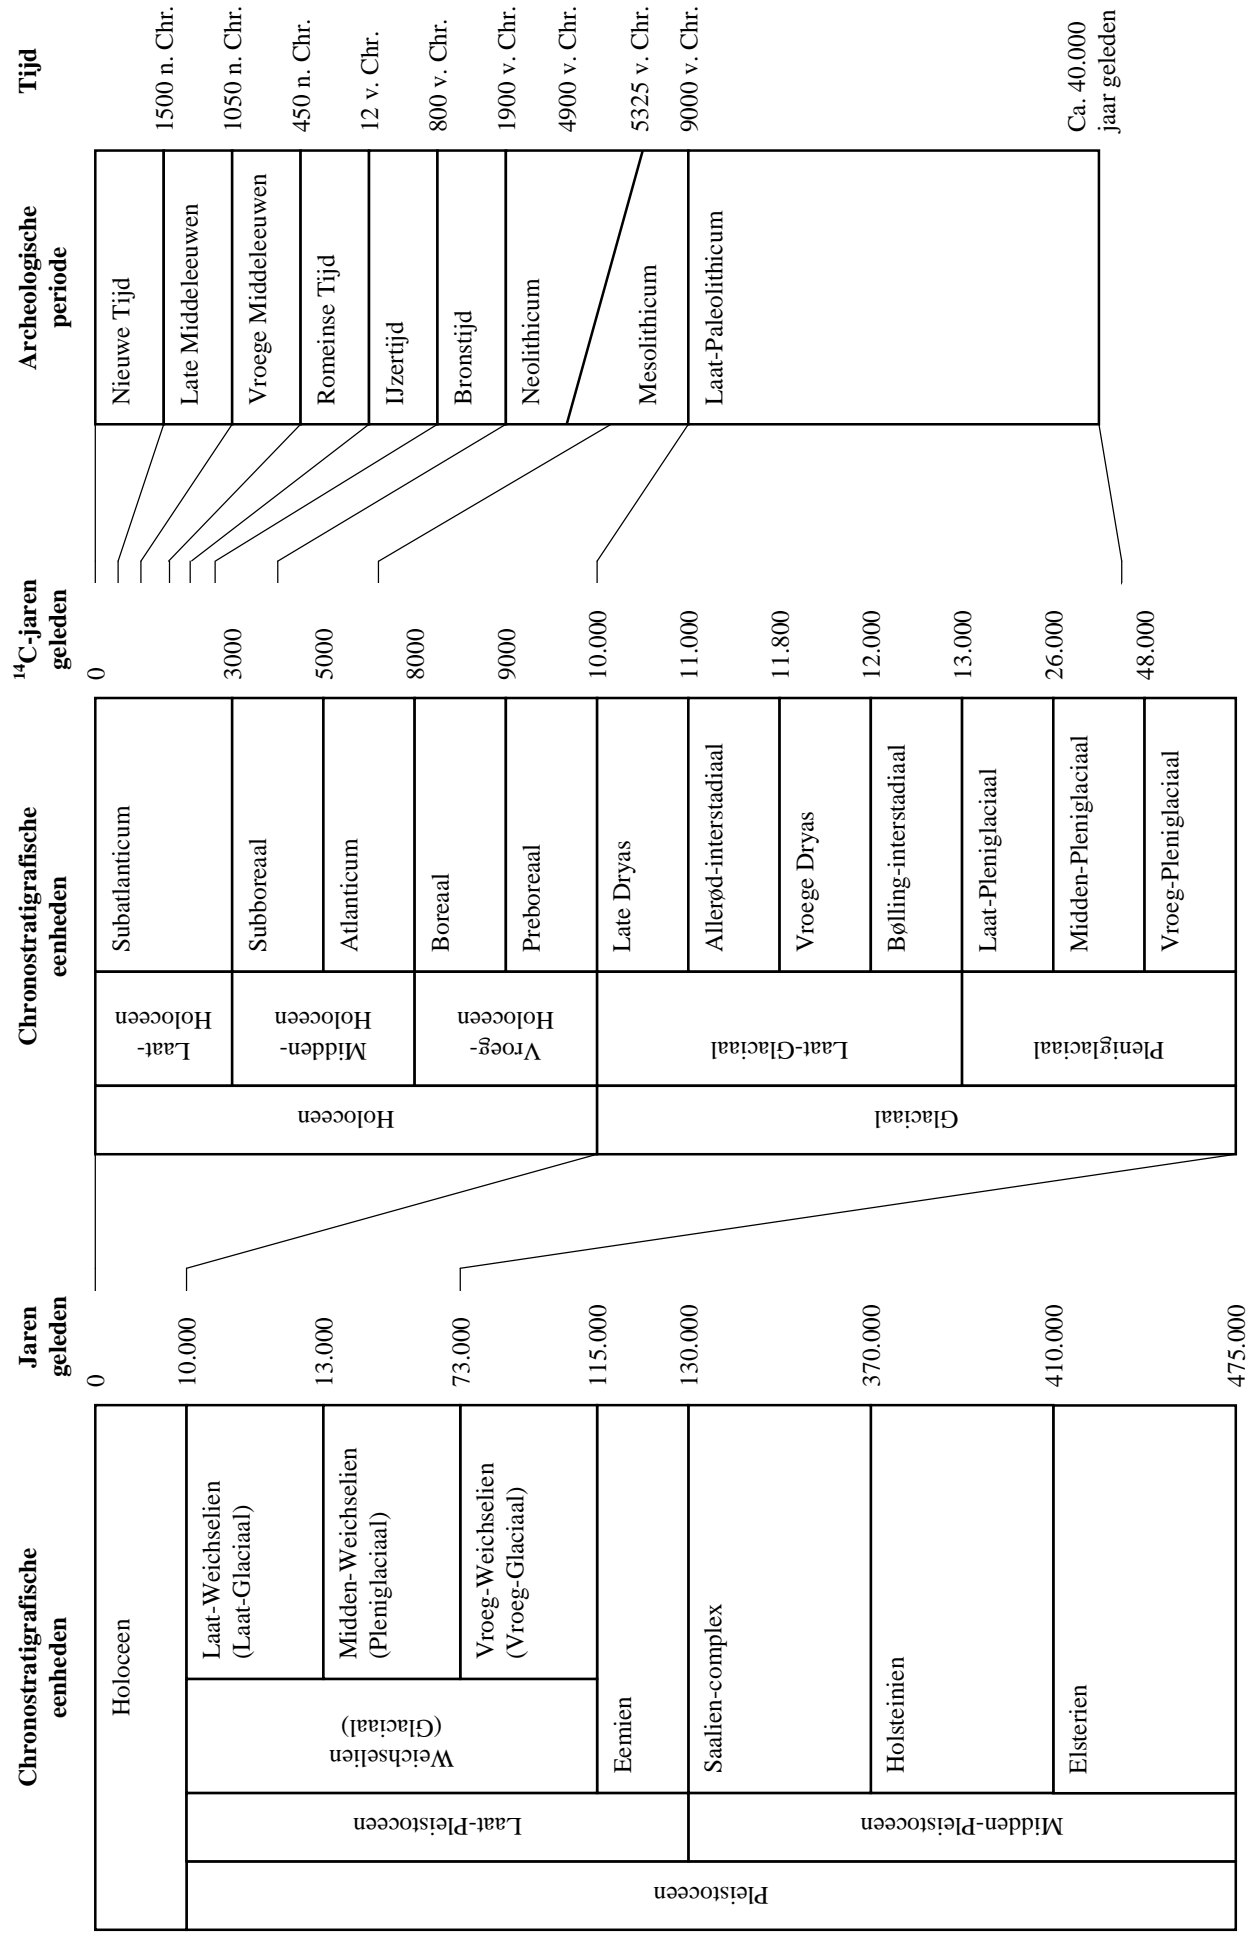 Chronostratigrafische
eenheden
Jaren
geleden
Chronostratigrafische
eenheden
¹⁴C-jaren
geleden
Archeologische
periode
Tijd
Pleistoceen
Laat-Pleistoceen
Midden-Pleistoceen
Holoceen
Weichselien
(Glaciaal)
Laat-Weichselien
(Laat-Glaciaal)
Midden-Weichselien
(Pleniglaciaal)
Vroeg-Weichselien
(Vroeg-Glaciaal)
Eemien
Saalien-complex
Holsteinien
Elsterien
0
10.000
13.000
73.000
115.000
130.000
370.000
410.000
475.000
Holoceen
Glaciaal
Laat-
Holoceen
Midden-
Holoceen
Vroeg-
Holoceen
Laat-Glaciaal
Pleniglaciaal
Subatlanticum
Subboreaal
Atlanticum
Boreaal
Preboreaal
Late Dryas
Allerød-interstadiaal
Vroege Dryas
Bølling-interstadiaal
Laat-Pleniglaciaal
Midden-Pleniglaciaal
Vroeg-Pleniglaciaal
0
3000
5000
8000
9000
10.000
11.000
11.800
12.000
13.000
26.000
48.000
Nieuwe Tijd
Late Middeleeuwen
Vroege Middeleeuwen
Romeinse Tijd
IJzertijd
Bronstijd
Neolithicum
Mesolithicum
Laat-Paleolithicum
1500 n. Chr.
1050 n. Chr.
450 n. Chr.
12 v. Chr.
800 v. Chr.
1900 v. Chr.
4900 v. Chr.
5325 v. Chr.
9000 v. Chr.
Ca. 40.000
jaar geleden